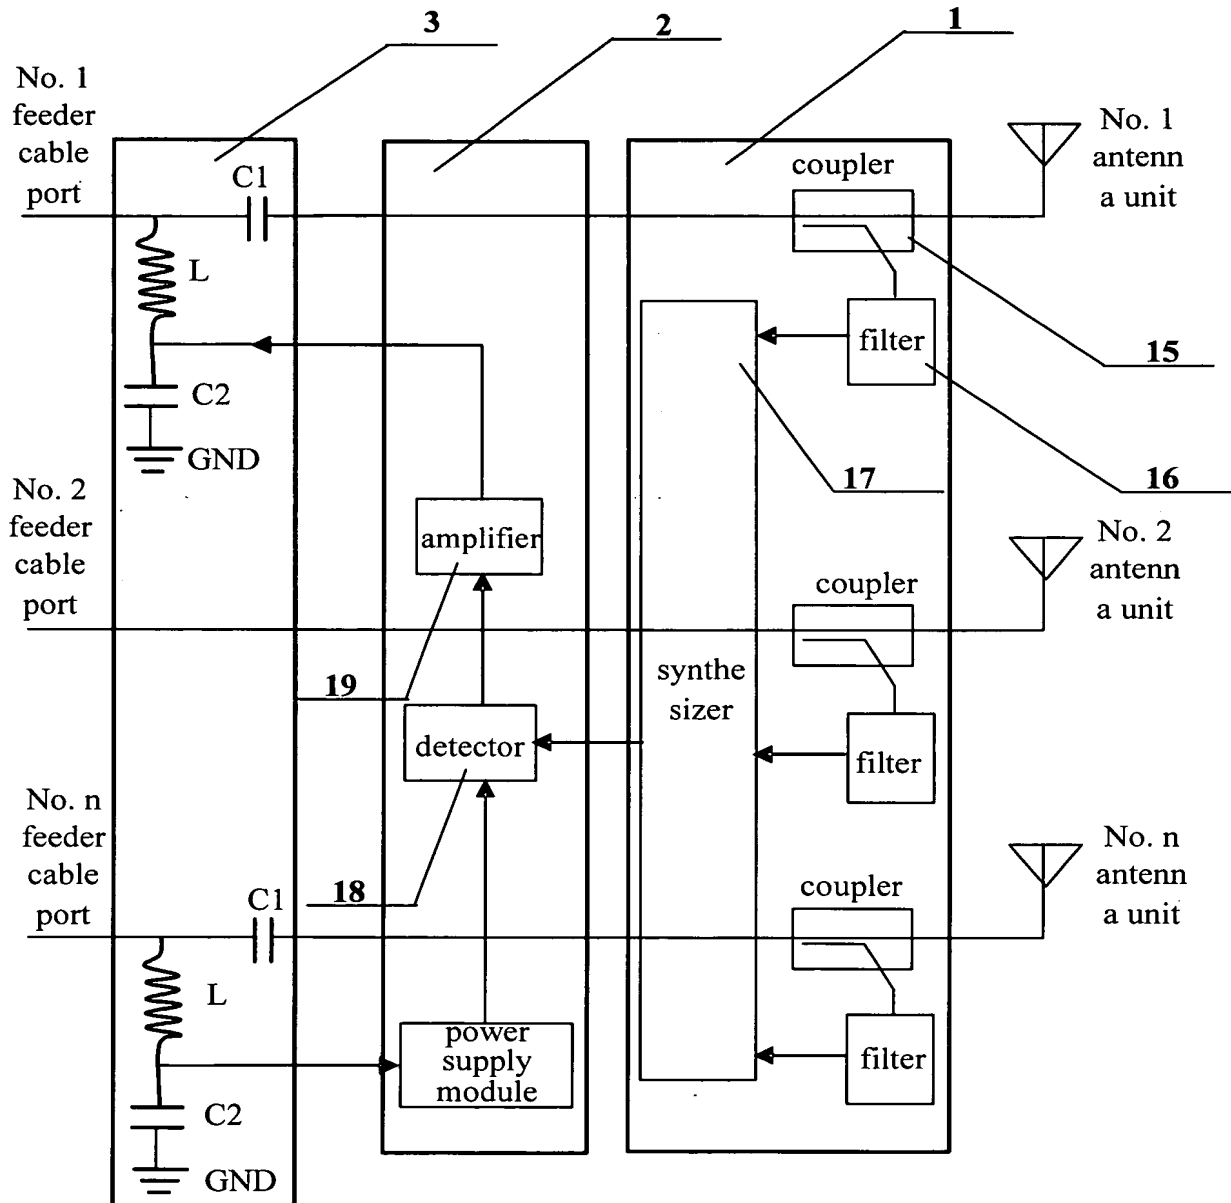 3
2
1
No. 1
feeder
cable
port
C1
coupler
No. 1
antenn
a unit
L
filter
15
C2
GND
17
16
No. 2
feeder
cable
port
amplifier
coupler
No. 2
antenn
a unit
19
synthe
sizer
detector
filter
No. n
feeder
cable
port
C1
18
coupler
No. n
antenn
a unit
L
power
supply
module
filter
C2
GND